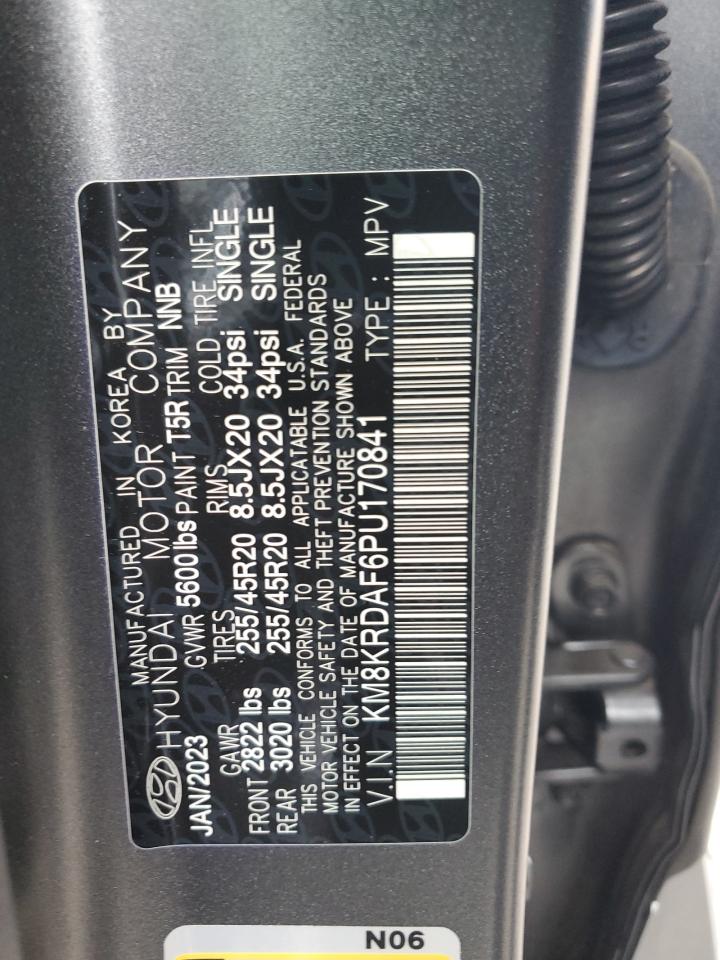 MANUFACTURED IN KOREA BY
HYUNDAI MOTOR COMPANY
JAN/2023 GVWR 5600lbs PAINT T5R TRIM NNB
GAWR TIRES RIMS COLD TIRE INFL
FRONT 2822 lbs 255/45R20 8.5JX20 34psi SINGLE
REAR 3020 lbs 255/45R20 8.5JX20 34psi SINGLE
THIS VEHICLE CONFORMS TO ALL APPLICATABLE U.S.A. FEDERAL
MOTOR VEHICLE SAFETY AND THEFT PREVENTION STANDARDS
IN EFFECT ON THE DATE OF MANUFACTURE SHOWN ABOVE
V.I.N KM8KRDAF6PU170841 TYPE : MPV
N06